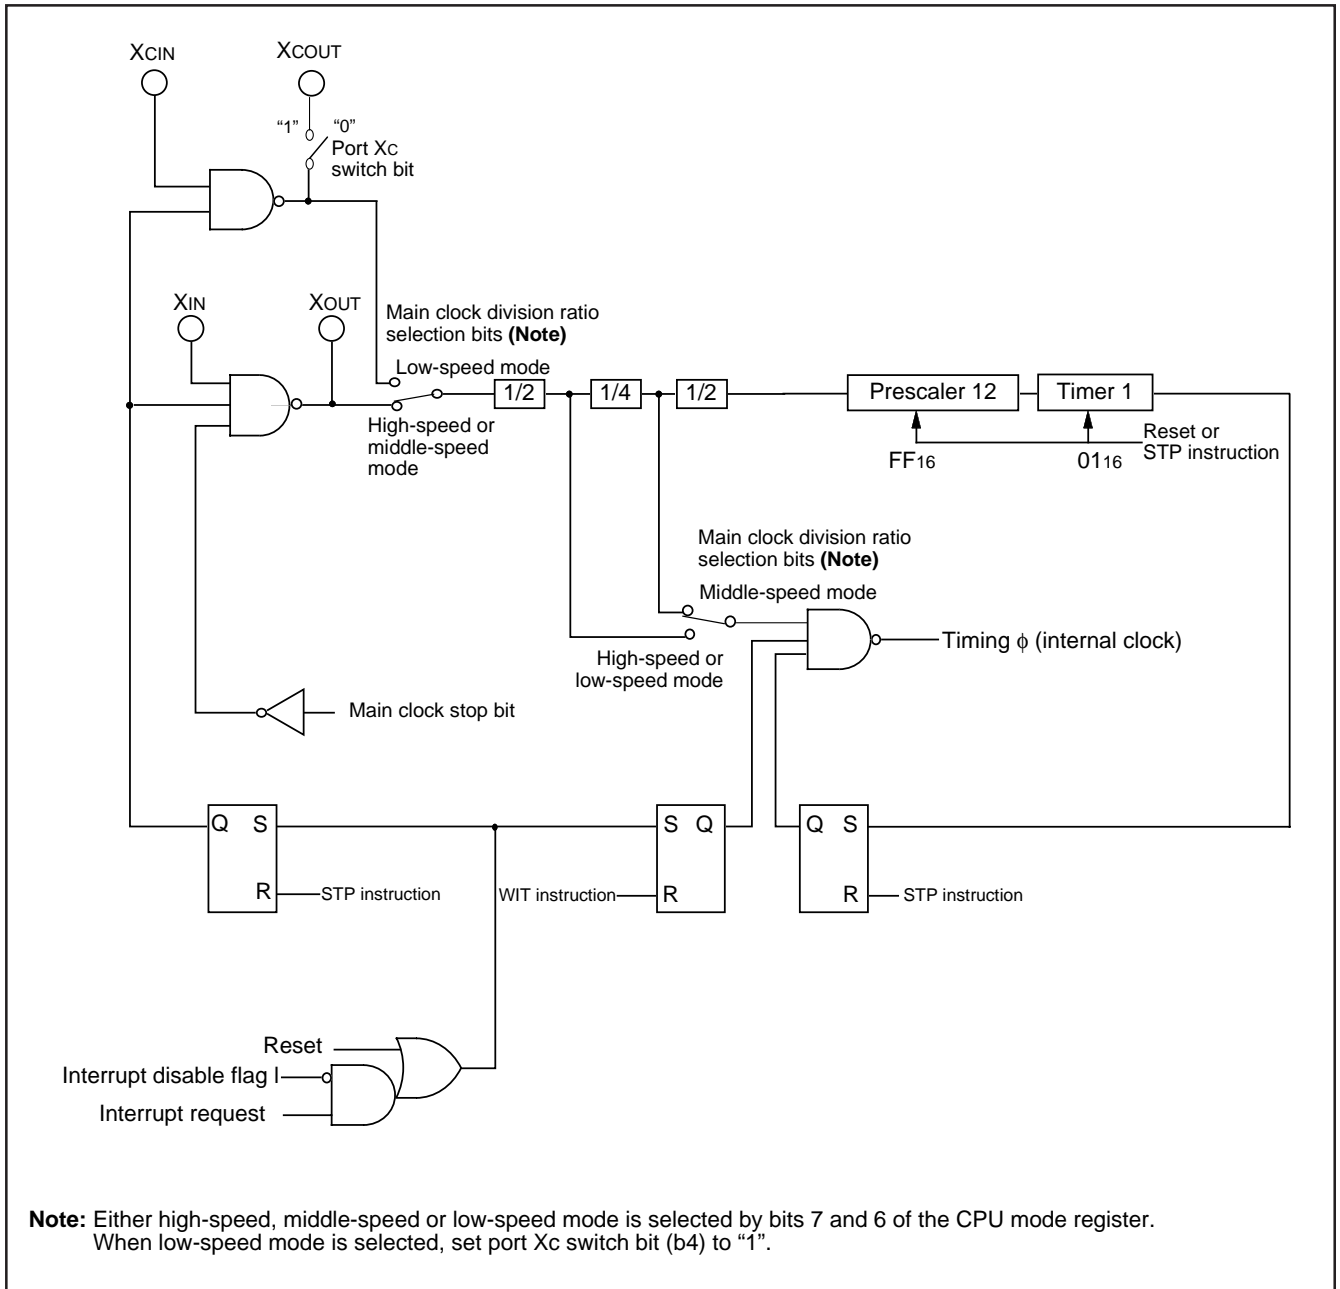 XCIN
XCOUT
“1” “0”
Port XC
switch bit
XIN
XOUT
Main clock division ratio
selection bits (Note)
Low-speed mode
High-speed or
middle-speed
mode
1/2
1/4
1/2
Prescaler 12
Timer 1
FF16
0116
Reset or
STP instruction
Main clock division ratio
selection bits (Note)
Middle-speed mode
High-speed or
low-speed mode
Timing ϕ (internal clock)
Main clock stop bit
Q S
R
STP instruction
WIT instruction
S Q
R
Q S
R
STP instruction
Reset
Interrupt disable flag I
Interrupt request
Note: Either high-speed, middle-speed or low-speed mode is selected by bits 7 and 6 of the CPU mode register.
When low-speed mode is selected, set port Xc switch bit (b4) to “1”.